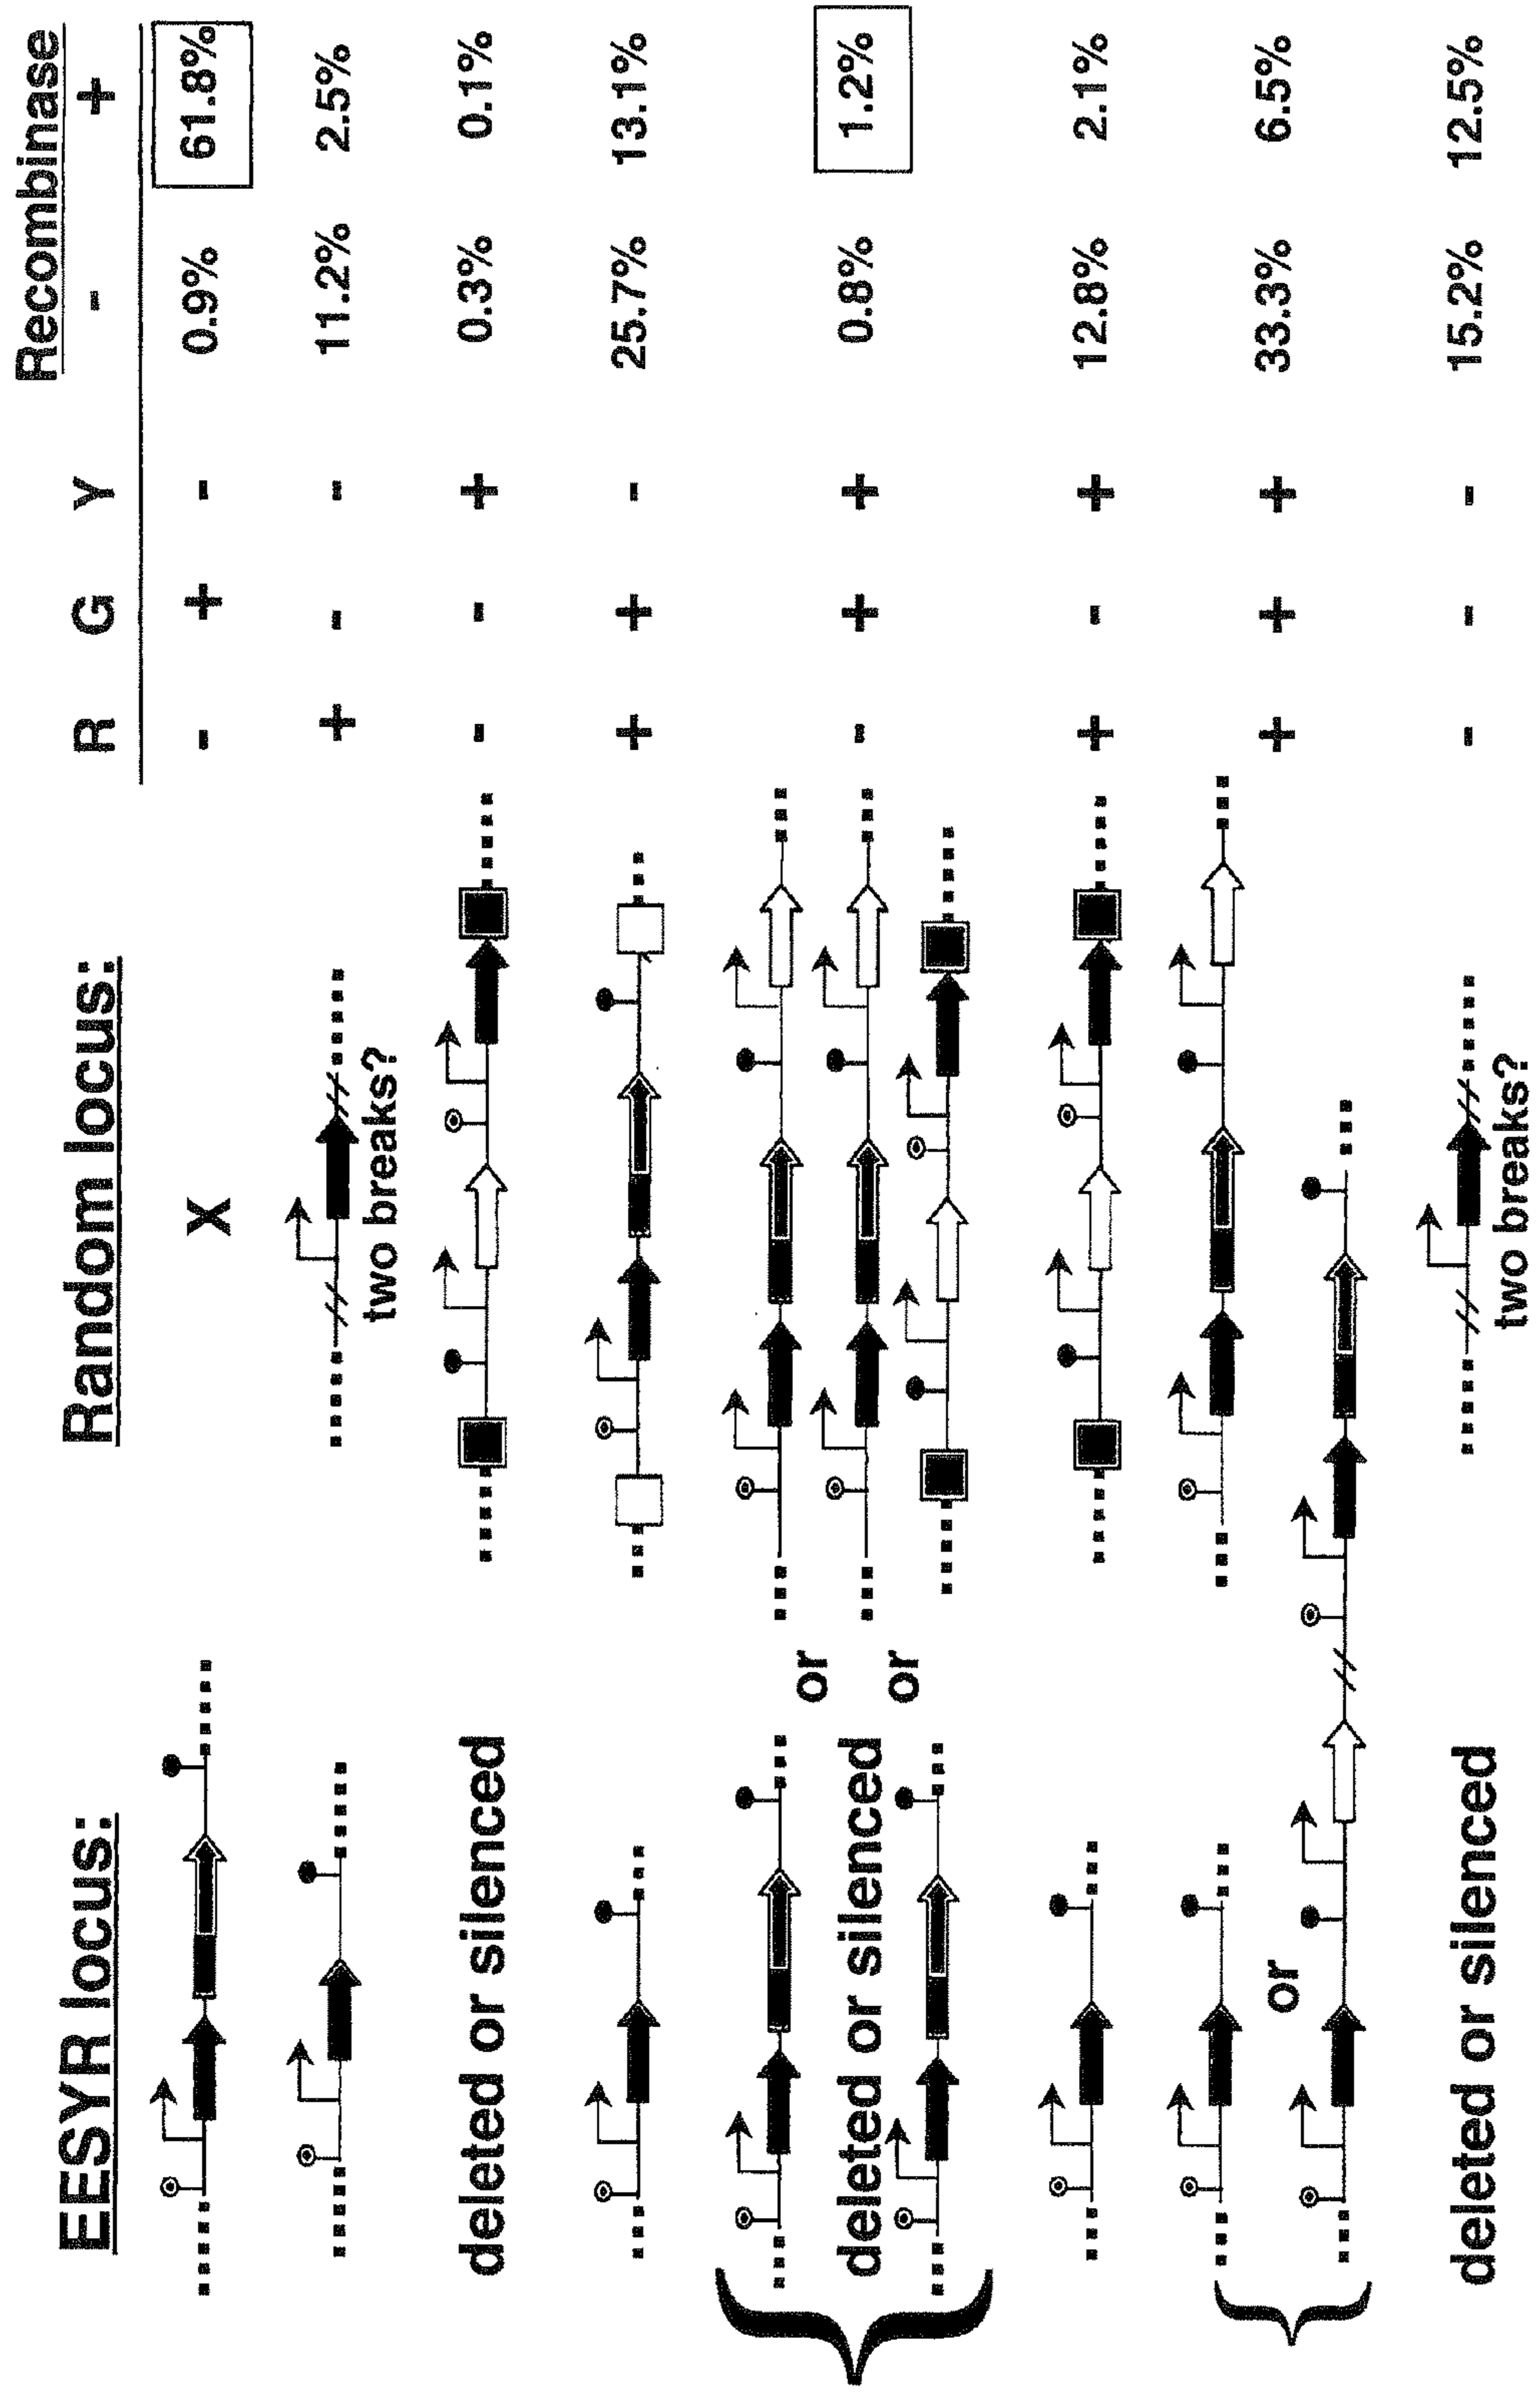 Recombinase
EESYR locus: Random locus: R G Y - +
X - + - 0.9% 61.8%
+ - - 11.2% 2.5%
two breaks?
deleted or silenced - - + 0.3% 0.1%
+ + - 25.7% 13.1%
or
deleted or silenced - + + 0.8% 1.2%
or
+ - + 12.8% 2.1%
or + + + 33.3% 6.5%
deleted or silenced - - - 15.2% 12.5%
two breaks?